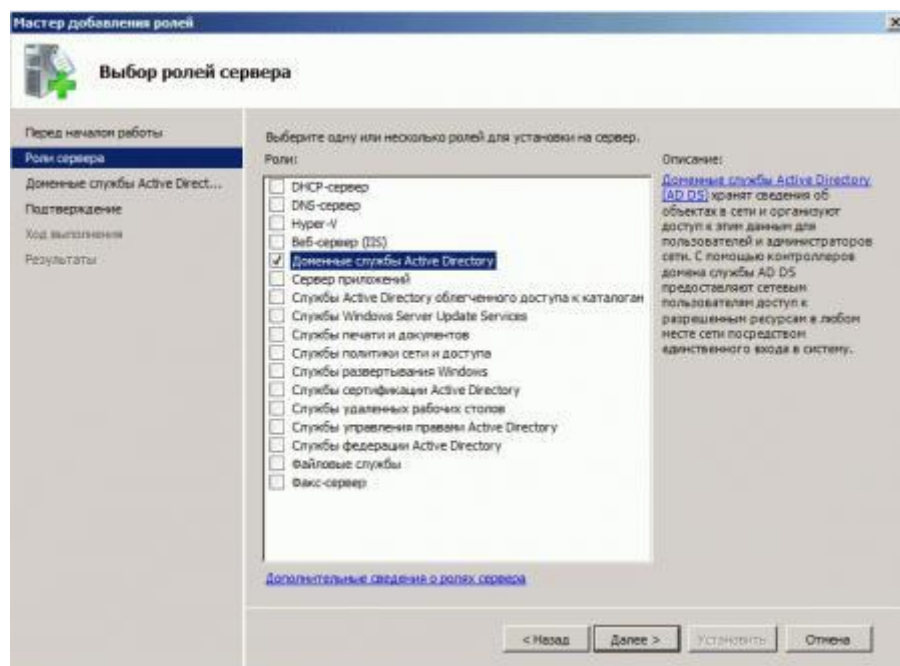 Мастер добавления ролей
Выбор ролей сервера
Перед началом работы
Роли сервера
Доменные службы Active Direct...
Подтверждение
Ход выполнения
Результаты
Выберите одну или несколько ролей для установки на сервер.
Роли:
DHCP-сервер
DNS-сервер
Hyper-V
Веб-сервер (IIS)
Доменные службы Active Directory
Сервер приложений
Службы Active Directory облегченного доступа к каталогам
Службы Windows Server Update Services
Службы печати и документов
Службы политики сети и доступа
Службы развертывания Windows
Службы сертификации Active Directory
Службы удаленных рабочих столов
Службы управления правами Active Directory
Службы федерации Active Directory
Файловые службы
Факс-сервер
Дополнительные сведения о ролях сервера
Описание:
Доменные службы Active Directory
(AD DS) хранят сведения об
объектах в сети и организуют
доступ к этим данным для
пользователей и администраторов
сети. С помощью контроллеров
домена службы AD DS
предоставляют сетевым
пользователям доступ к
разрешенным ресурсам в любом
месте сети посредством
единственного входа в систему.
< Назад
Далее >
Установить
Отмена